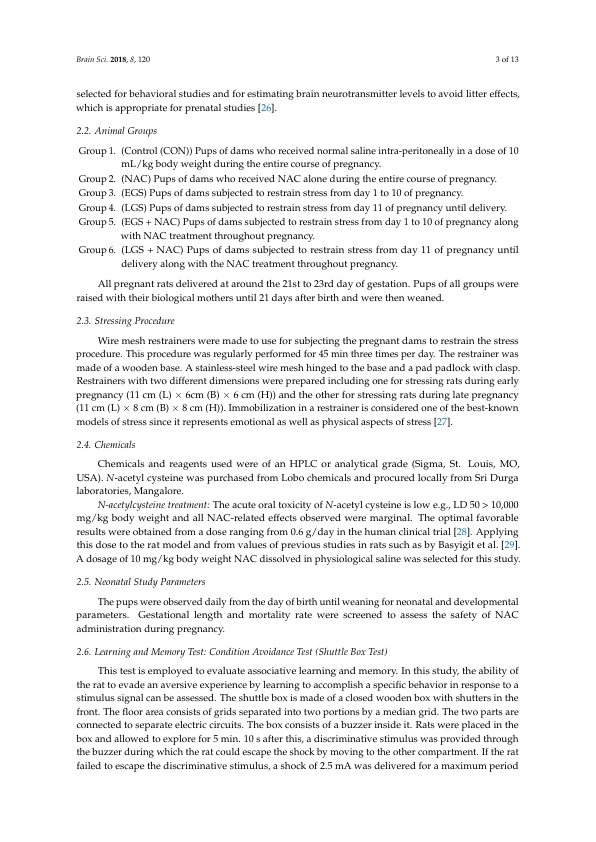 Brain Sci. 2018, 8, 120
3 of 13
selected for behavioral studies and for estimating brain neurotransmitter levels to avoid litter effects,
which is appropriate for prenatal studies [26].
2.2. Animal Groups
Group 1. (Control (CON)) Pups of dams who received normal saline intra-peritoneally in a dose of 10
mL/kg body weight during the entire course of pregnancy.
Group 2. (NAC) Pups of dams who received NAC alone during the entire course of pregnancy.
Group 3. (EGS) Pups of dams subjected to restrain stress from day 1 to 10 of pregnancy.
Group 4. (LGS) Pups of dams subjected to restrain stress from day 11 of pregnancy until delivery.
Group 5. (EGS + NAC) Pups of dams subjected to restrain stress from day 1 to 10 of pregnancy along
with NAC treatment throughout pregnancy.
Group 6. (LGS + NAC) Pups of dams subjected to restrain stress from day 11 of pregnancy until
delivery along with the NAC treatment throughout pregnancy.
All pregnant rats delivered at around the 21st to 23rd day of gestation. Pups of all groups were
raised with their biological mothers until 21 days after birth and were then weaned.
2.3. Stressing Procedure
Wire mesh restrainers were made to use for subjecting the pregnant dams to restrain the stress
procedure. This procedure was regularly performed for 45 min three times per day. The restrainer was
made of a wooden base. A stainless-steel wire mesh hinged to the base and a pad padlock with clasp.
Restrainers with two different dimensions were prepared including one for stressing rats during early
pregnancy (11 cm (L) × 6cm (B) × 6 cm (H)) and the other for stressing rats during late pregnancy
(11 cm (L) × 8 cm (B) × 8 cm (H)). Immobilization in a restrainer is considered one of the best-known
models of stress since it represents emotional as well as physical aspects of stress [27].
2.4. Chemicals
Chemicals and reagents used were of an HPLC or analytical grade (Sigma, St. Louis, MO,
USA). N-acetyl cysteine was purchased from Lobo chemicals and procured locally from Sri Durga
laboratories, Mangalore.
N-acetylcysteine treatment: The acute oral toxicity of N-acetyl cysteine is low e.g., LD 50 > 10,000
mg/kg body weight and all NAC-related effects observed were marginal. The optimal favorable
results were obtained from a dose ranging from 0.6 g/day in the human clinical trial [28]. Applying
this dose to the rat model and from values of previous studies in rats such as by Basyigit et al. [29].
A dosage of 10 mg/kg body weight NAC dissolved in physiological saline was selected for this study.
2.5. Neonatal Study Parameters
The pups were observed daily from the day of birth until weaning for neonatal and developmental
parameters. Gestational length and mortality rate were screened to assess the safety of NAC
administration during pregnancy.
2.6. Learning and Memory Test: Condition Avoidance Test (Shuttle Box Test)
This test is employed to evaluate associative learning and memory. In this study, the ability of
the rat to evade an aversive experience by learning to accomplish a specific behavior in response to a
stimulus signal can be assessed. The shuttle box is made of a closed wooden box with shutters in the
front. The floor area consists of grids separated into two portions by a median grid. The two parts are
connected to separate electric circuits. The box consists of a buzzer inside it. Rats were placed in the
box and allowed to explore for 5 min. 10 s after this, a discriminative stimulus was provided through
the buzzer during which the rat could escape the shock by moving to the other compartment. If the rat
failed to escape the discriminative stimulus, a shock of 2.5 mA was delivered for a maximum period